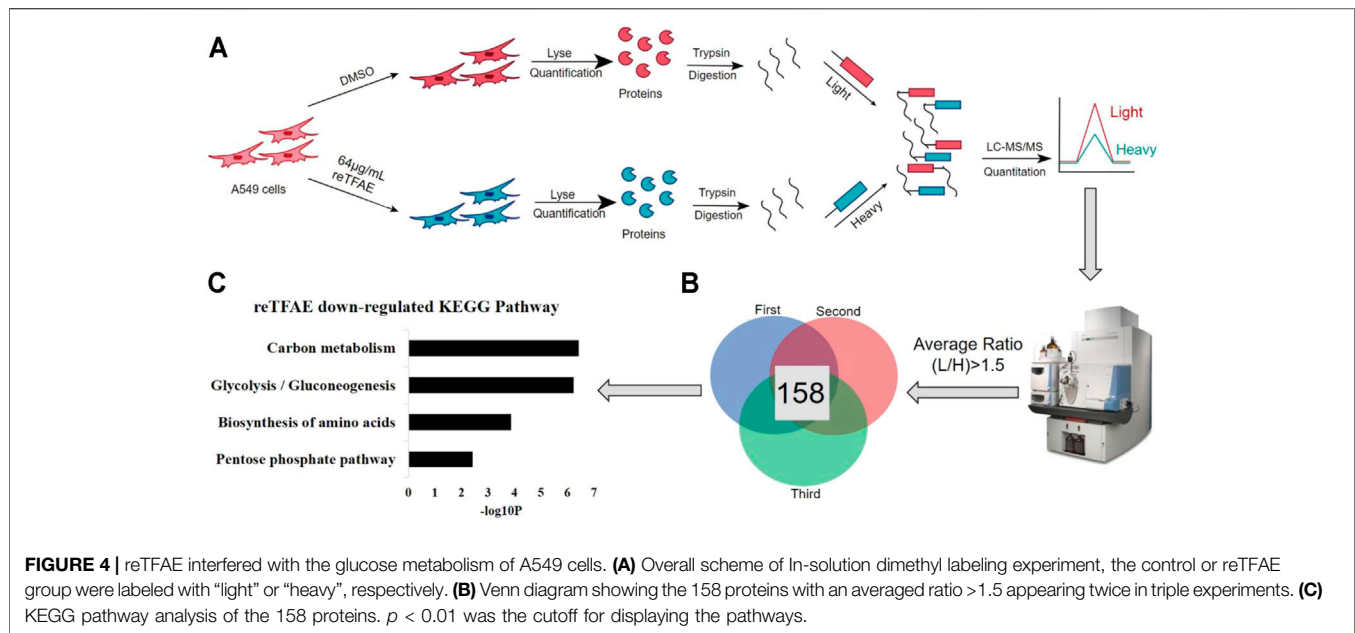 A
DMSO
64µg/mL
reTFAE
A549 cells
Lyse
Quantification
Proteins
Trypsin
Digestion
Light
Lyse
Quantification
Proteins
Trypsin
Digestion
Heavy
LC-MS/MS
Quantitation
Light
Heavy
C
reTFAE down-regulated KEGG Pathway
Carbon metabolism
Glycolysis / Gluconeogenesis
Biosynthesis of amino acids
Pentose phosphate pathway
0 1 2 3 4 5 6 7
-log10P
B
First
Second
158
Third
Average Ratio
(L/H)>1.5
FIGURE 4 | reTFAE interfered with the glucose metabolism of A549 cells. (A) Overall scheme of In-solution dimethyl labeling experiment, the control or reTFAE
group were labeled with “light” or “heavy”, respectively. (B) Venn diagram showing the 158 proteins with an averaged ratio >1.5 appearing twice in triple experiments. (C)
KEGG pathway analysis of the 158 proteins. p < 0.01 was the cutoff for displaying the pathways.